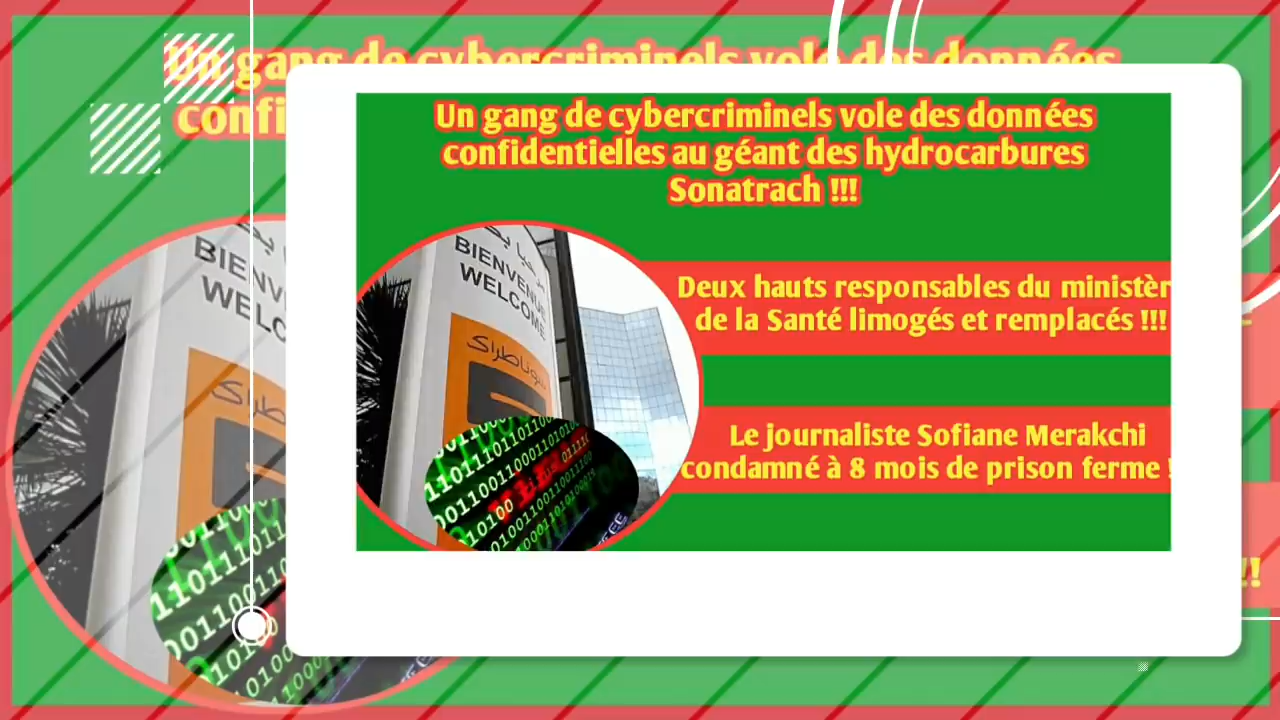 Un gang de cybercriminels vole des données
confidentielles au géant des hydrocarbures
Sonatrach !!!
BIENVENUE
WELCOME
سوناطراك
Deux hauts responsables du ministèr
de la Santé limogés et remplacés !!!
Le journaliste Sofiane Merakchi
condamné à 8 mois de prison ferme !